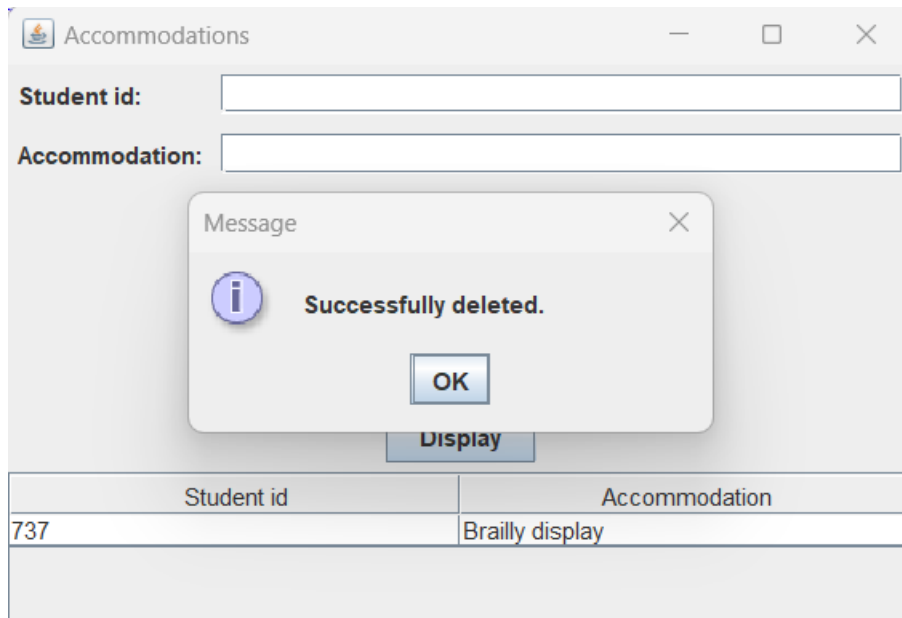 Accommodations
Student id:
Accommodation:
Message
Successfully deleted.
OK
Display
Student id Accommodation
737 Brailly display